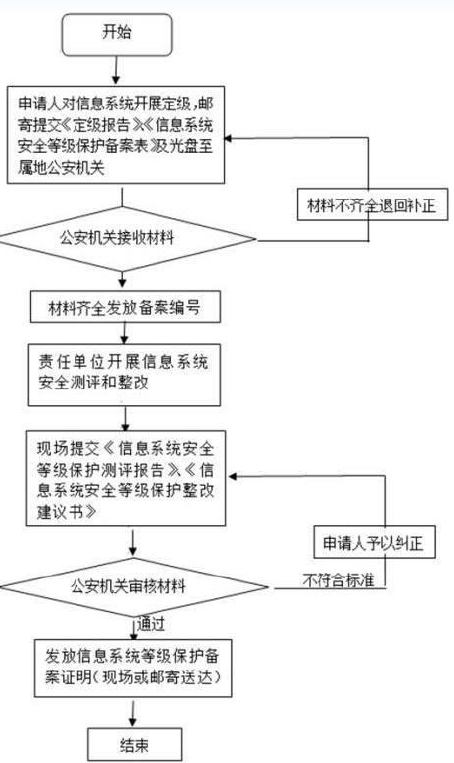 开始
申请人对信息系统开展定级,邮
寄提交《定级报告》、《信息系统
安全等级保护备案表》及光盘至
属地公安机关
材料不齐全退回补正
公安机关接收材料
材料齐全发放备案编号
责任单位开展信息系统
安全测评和整改
现场提交《信息系统安全
等级保护测评报告》、《信
息系统安全等级保护整改
建议书》
申请人予以纠正
公安机关审核材料
不符合标准
通过
发放信息系统等级保护备
案证明(现场或邮寄送达)
结束